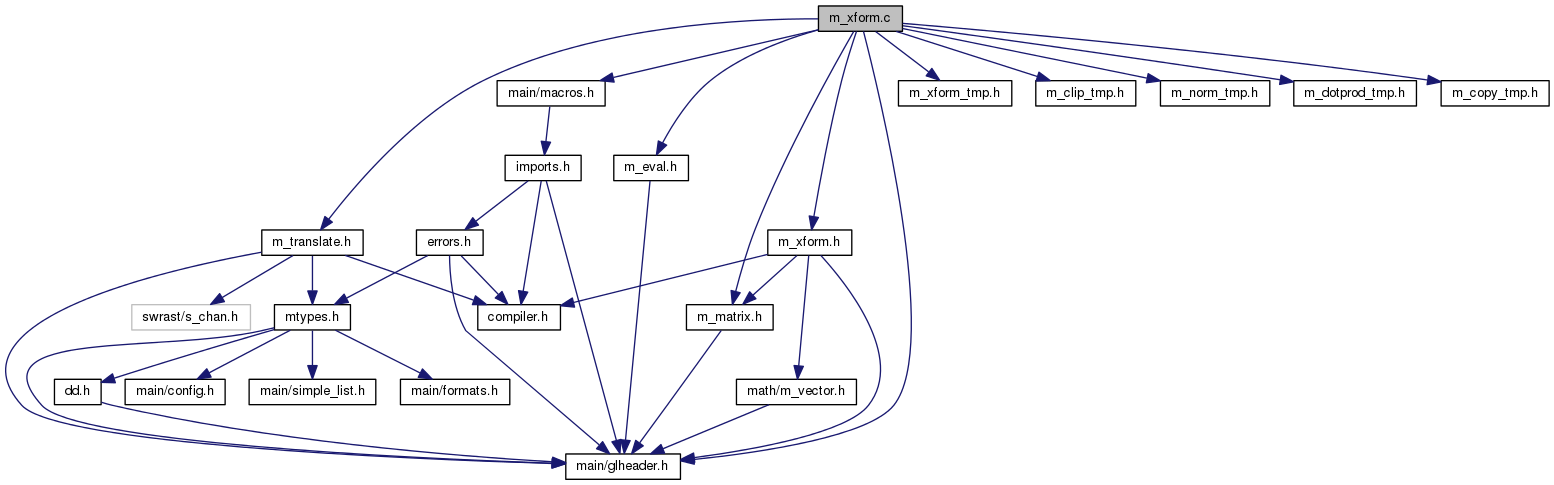 m_xform.c
main/macros.h
m_xform_tmp.h
m_clip_tmp.h
m_norm_tmp.h
m_dotprod_tmp.h
m_copy_tmp.h
imports.h
m_eval.h
m_translate.h
errors.h
m_xform.h
swrast/s_chan.h
mtypes.h
compiler.h
m_matrix.h
dd.h
main/config.h
main/simple_list.h
main/formats.h
math/m_vector.h
main/glheader.h